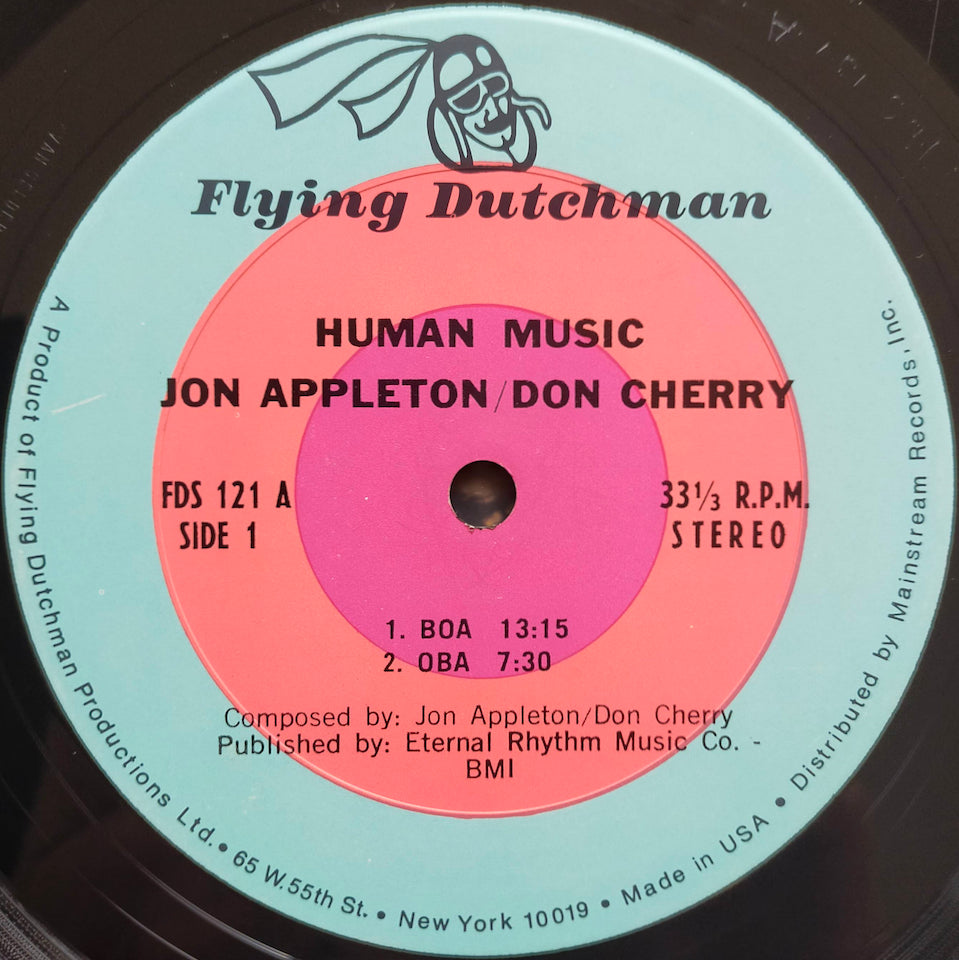 Flying Dutchman
HUMAN MUSIC
JON APPLETON/DON CHERRY
FDS 121 A
SIDE 1
33⅓ R.P.M.
STEREO
1. BOA 13:15
2. OBA 7:30
Composed by: Jon Appleton/Don Cherry
Published by: Eternal Rhythm Music Co. -
BMI
A Product of Flying Dutchman Productions Ltd. • 65 W. 55th St. • New York 10019 • Made in USA • Distributed by Mainstream Records, Inc.